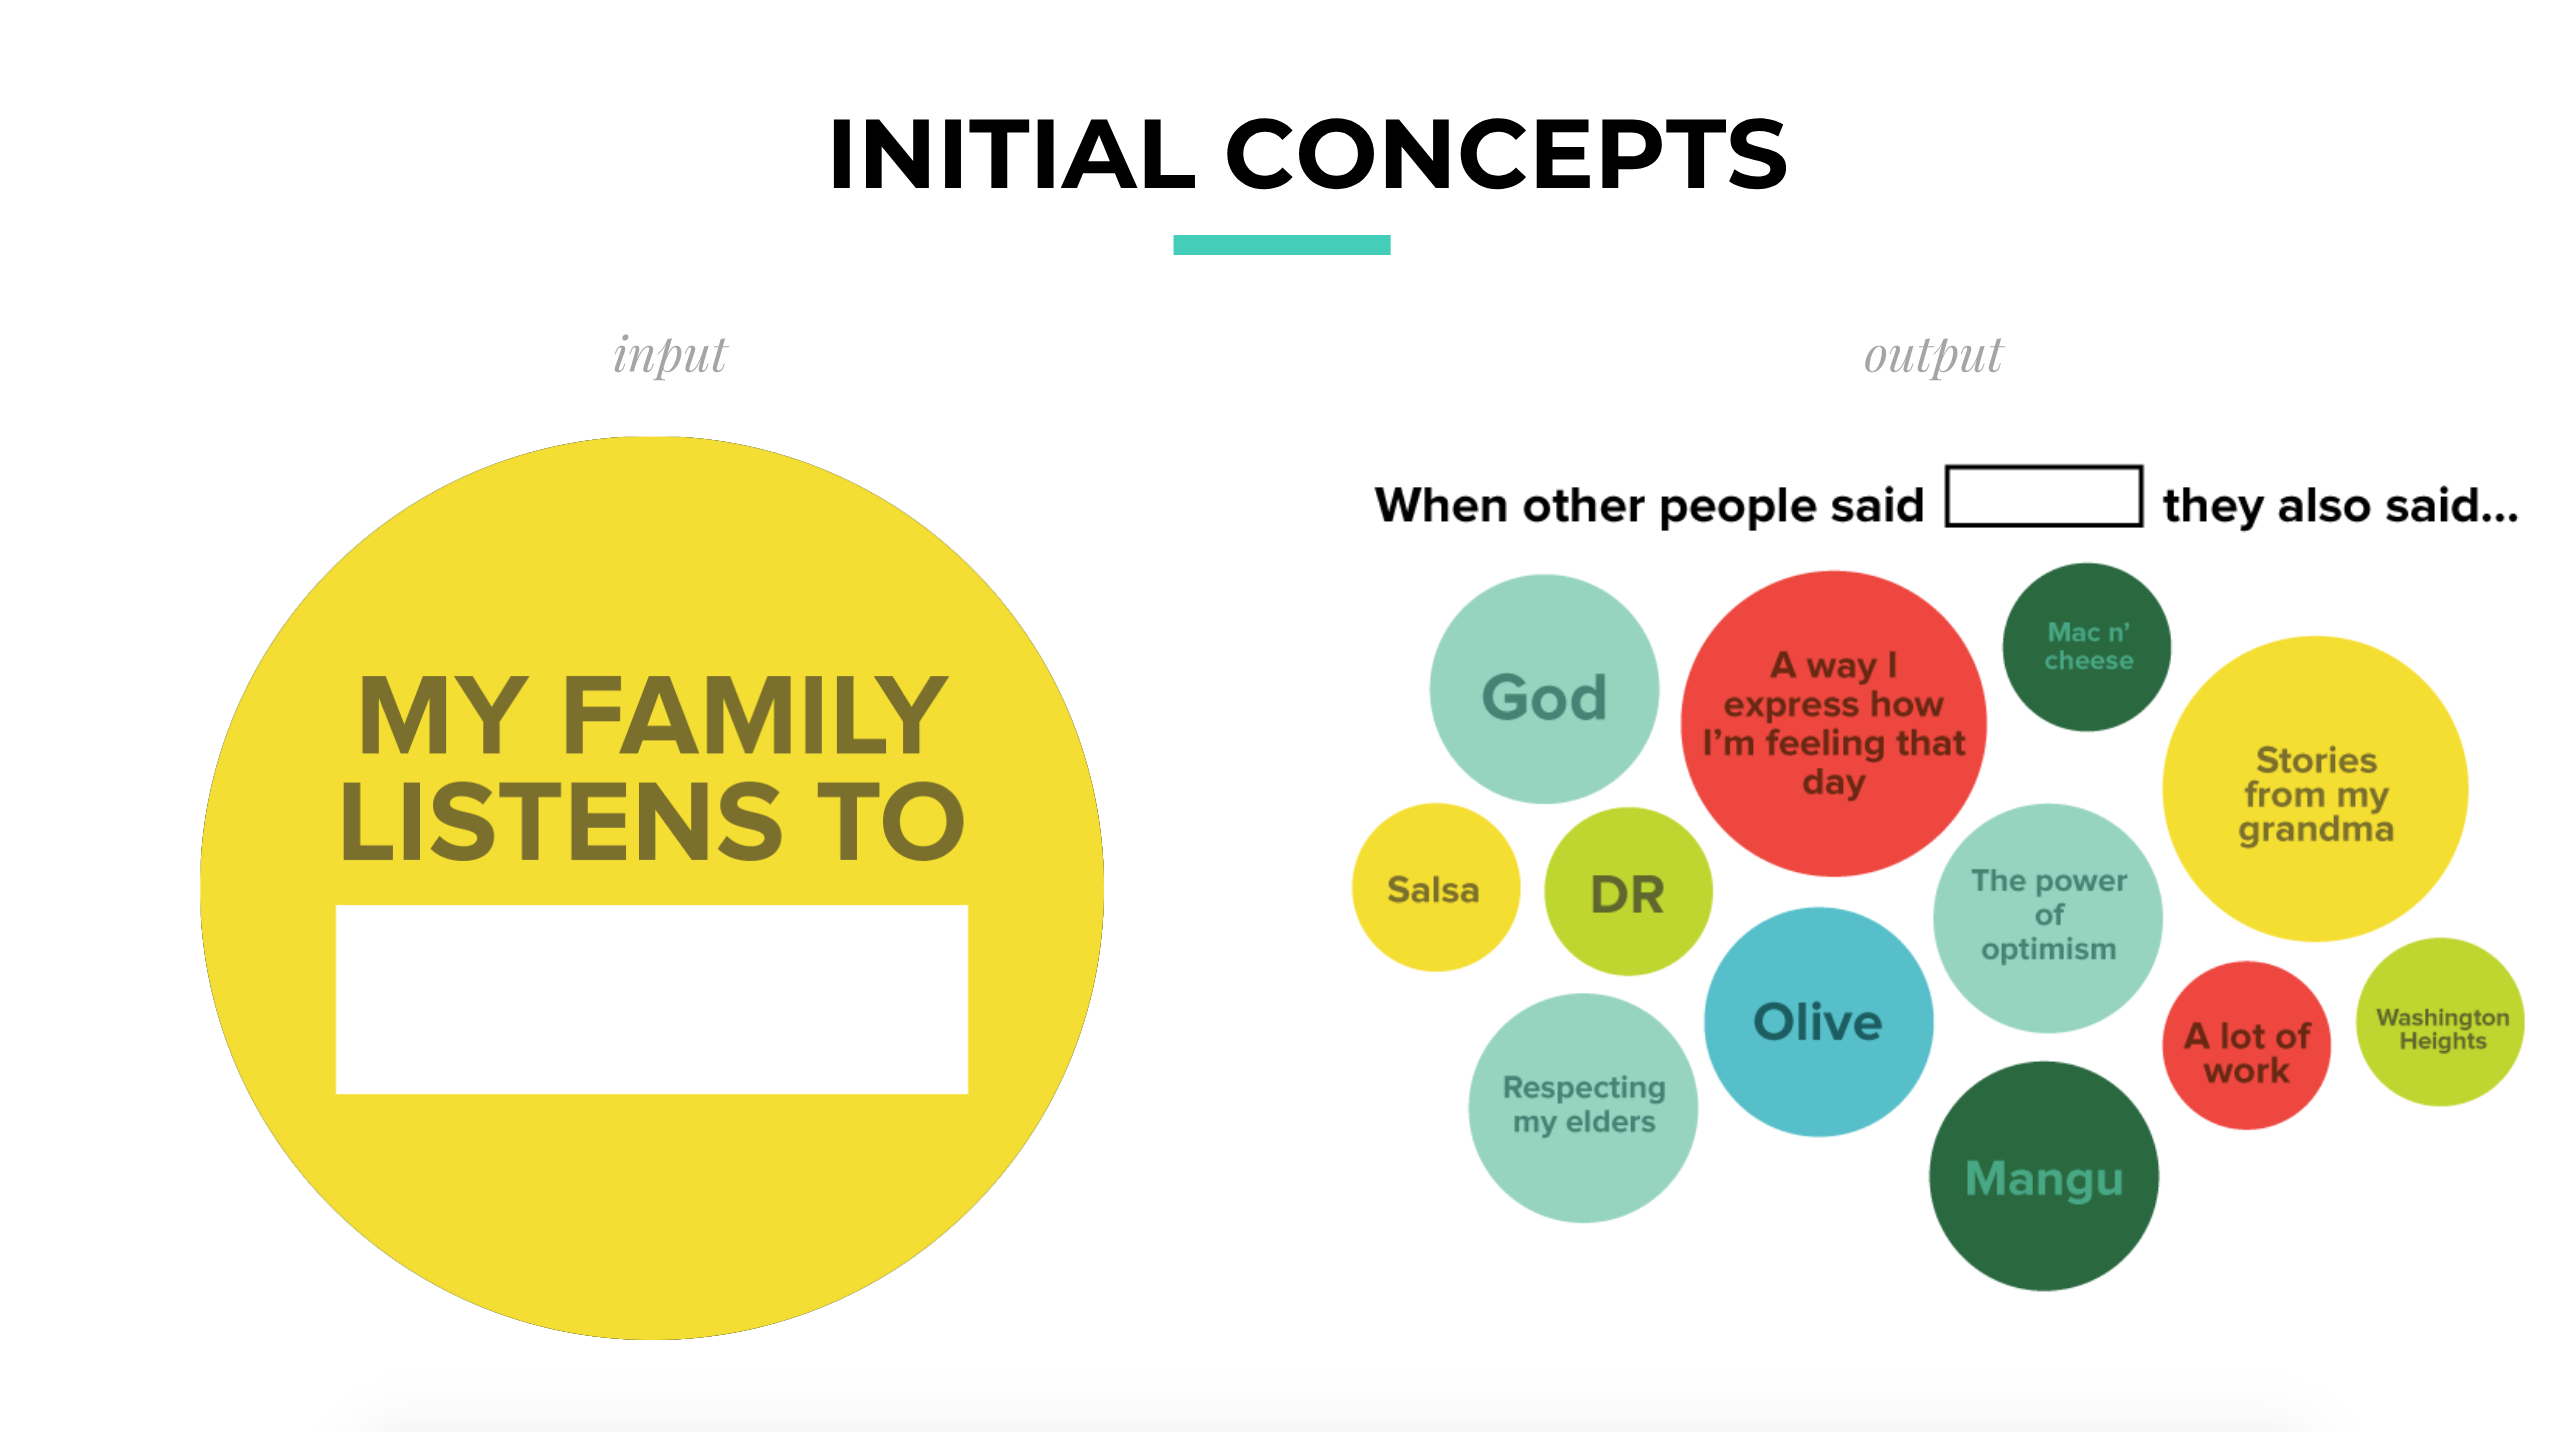 INITIAL CONCEPTS
input
MY FAMILY
LISTENS TO
output
When other people said they also said...
God
A way I
express how
I'm feeling that
day
Mac n'
cheese
Stories
from my
grandma
Salsa
DR
The power
of
optimism
Olive
Respecting
my elders
A lot of
work
Washington
Heights
Mangu